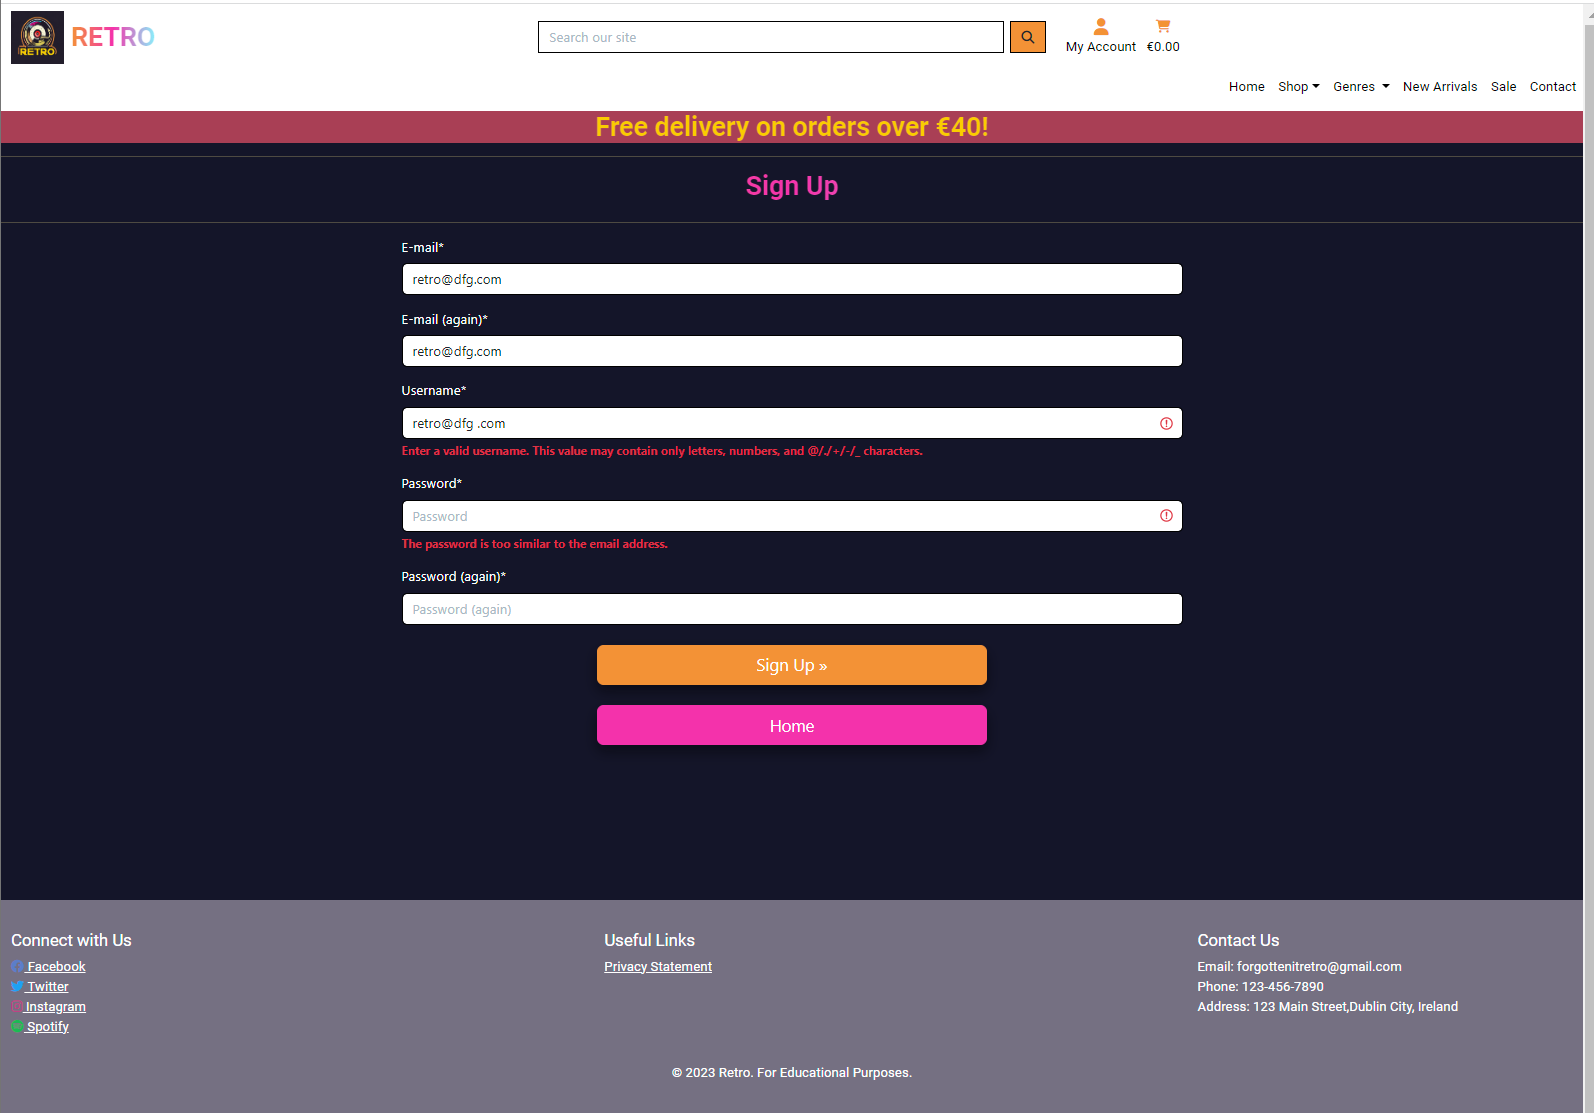 RETRO
RETRO
Search our site
My Account
€0.00
Home Shop Genres New Arrivals Sale Contact
Free delivery on orders over €40!
Sign Up
E-mail*
retro@dfg.com
E-mail (again)*
retro@dfg.com
Username*
retro@dfg .com
Enter a valid username. This value may contain only letters, numbers, and @/./+/-/_ characters.
Password*
Password
The password is too similar to the email address.
Password (again)*
Password (again)
Sign Up »
Home
Connect with Us
Facebook
Twitter
Instagram
Spotify
Useful Links
Privacy Statement
Contact Us
Email: forgottenitretro@gmail.com
Phone: 123-456-7890
Address: 123 Main Street,Dublin City, Ireland
© 2023 Retro. For Educational Purposes.